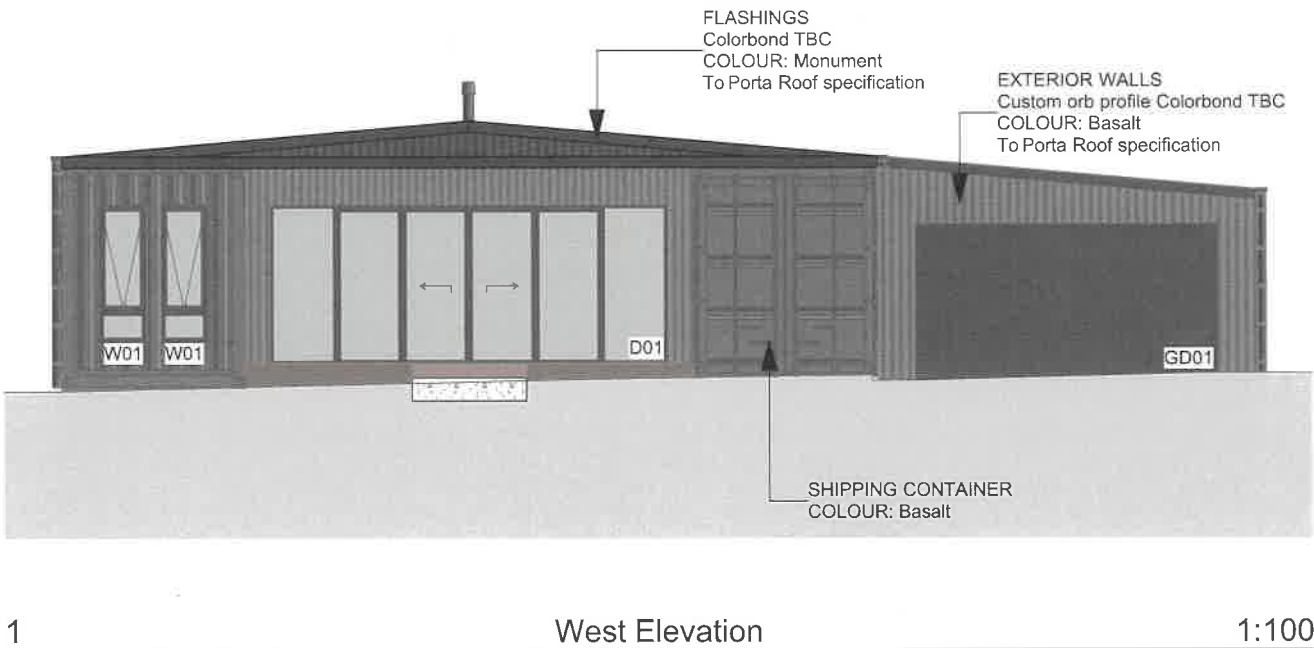 FLASHINGS
Colorbond TBC
COLOUR: Monument
To Porta Roof specification
EXTERIOR WALLS
Custom orb profile Colorbond TBC
COLOUR: Basalt
To Porta Roof specification
W01
W01
D01
GD01
SHIPPING CONTAINER
COLOUR: Basalt
1
West Elevation
1:100